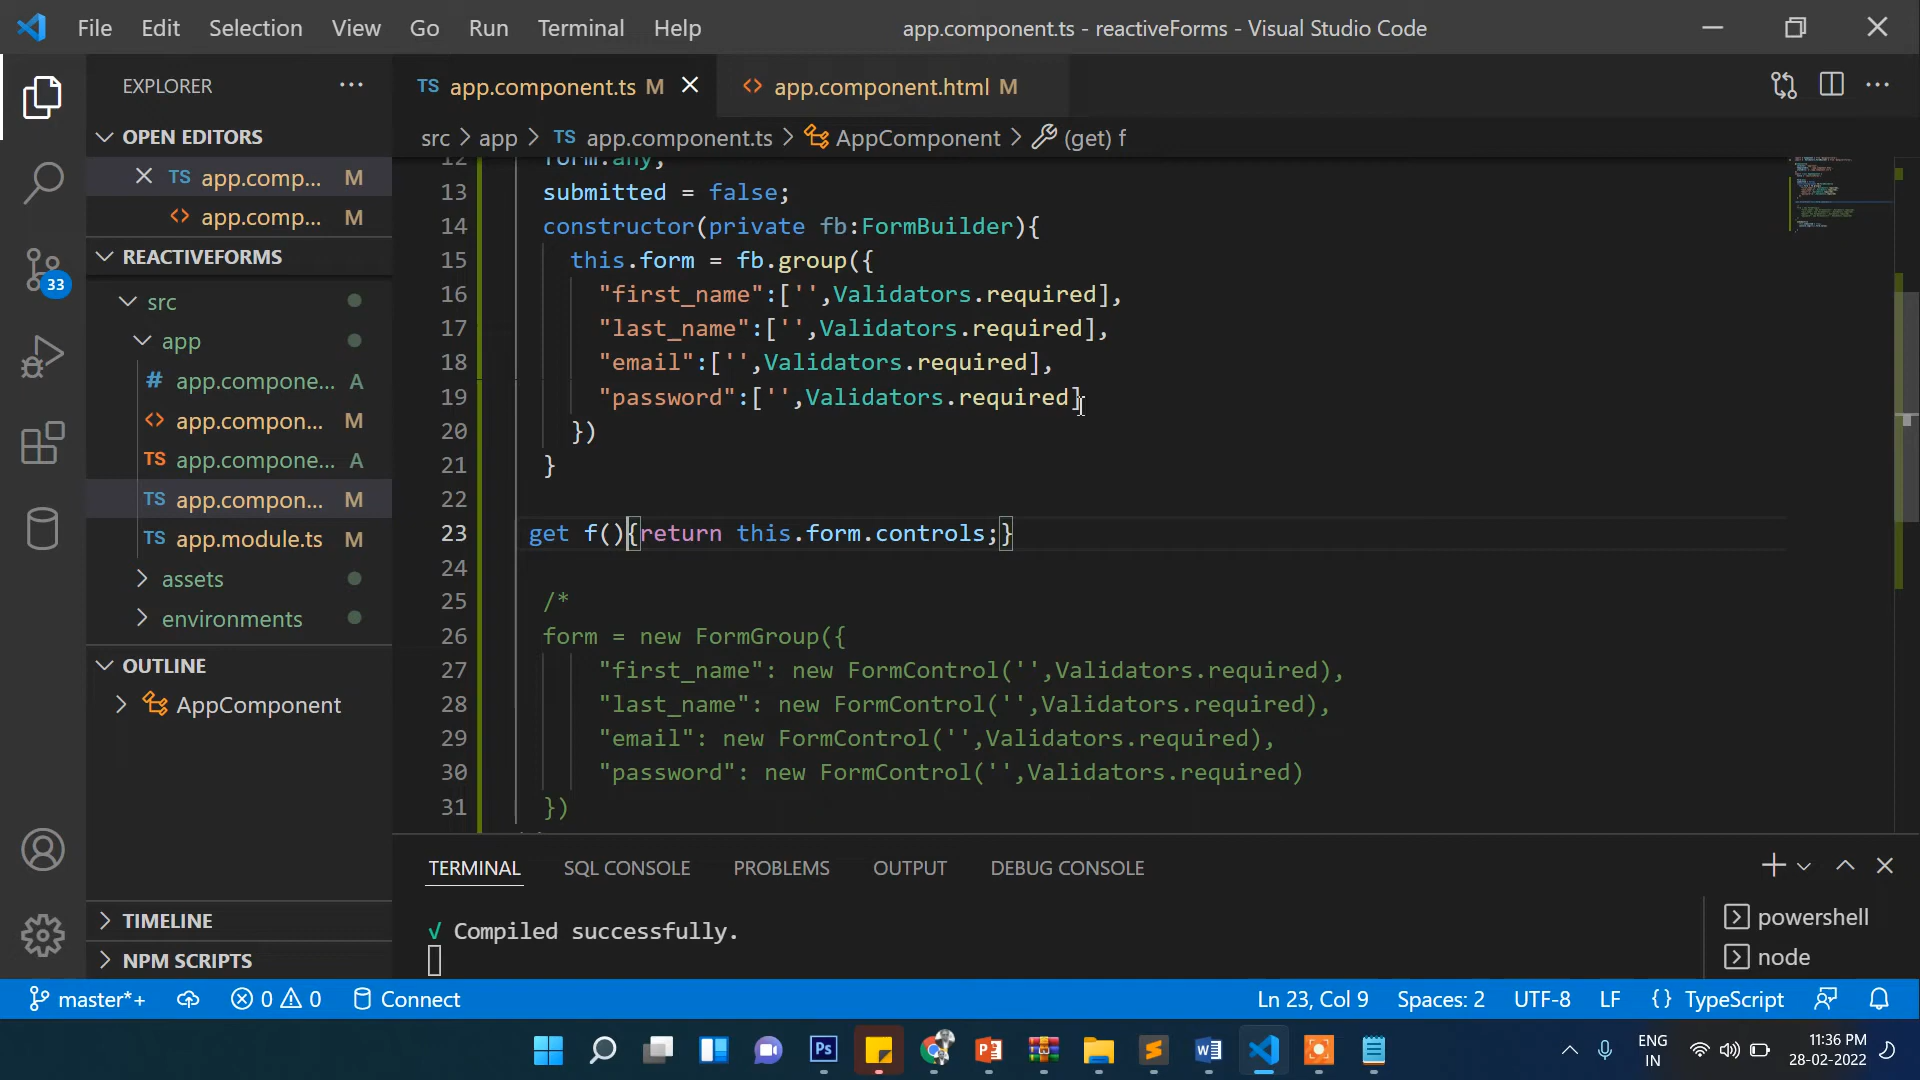 File Edit Selection View Go Run Terminal Help app.component.ts - reactiveForms - Visual Studio Code
EXPLORER
TS app.component.ts M
<> app.component.html M
OPEN EDITORS
TS app.comp... M
<> app.comp... M
REACTIVEFORMS
33
src
app
# app.compone... A
<> app.compon... M
TS app.compone... A
TS app.compon... M
TS app.module.ts M
assets
environments
OUTLINE
AppComponent
TIMELINE
NPM SCRIPTS
src > app > TS app.component.ts > AppComponent > (get) f
12 form:any;
13 submitted = false;
14 constructor(private fb:FormBuilder){
15 this.form = fb.group({
16 "first_name":['',Validators.required],
17 "last_name":['',Validators.required],
18 "email":['',Validators.required],
19 "password":['',Validators.required]
20 })
21 }
22
23 get f(){return this.form.controls;}
24
25 /*
26 form = new FormGroup({
27 "first_name": new FormControl('',Validators.required),
28 "last_name": new FormControl('',Validators.required),
29 "email": new FormControl('',Validators.required),
30 "password": new FormControl('',Validators.required)
31 })
TERMINAL SQL CONSOLE PROBLEMS OUTPUT DEBUG CONSOLE
√ Compiled successfully.
powershell
node
master*+ 0 0 Connect Ln 23, Col 9 Spaces: 2 UTF-8 LF {} TypeScript
ENG
IN
11:36 PM
28-02-2022